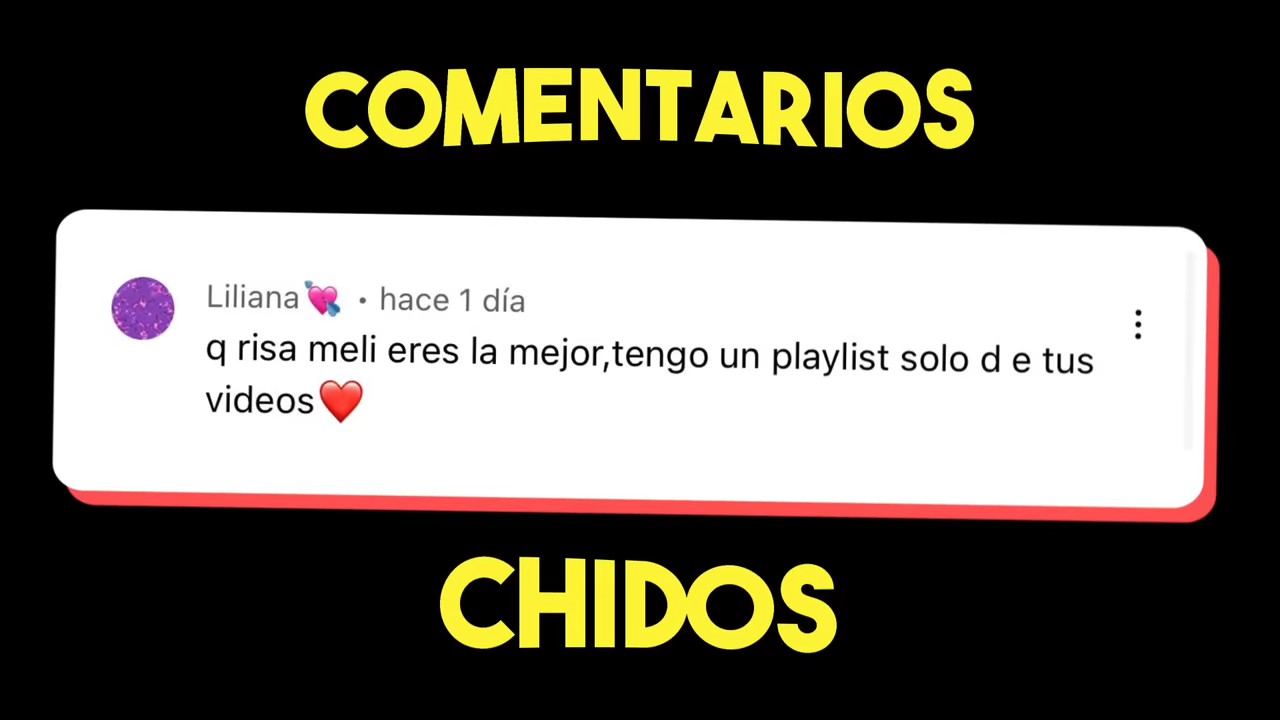 COMENTARIOS
Liliana💘 • hace 1 día
q risa meli eres la mejor,tengo un playlist solo d e tus
videos❤️
CHIDOS